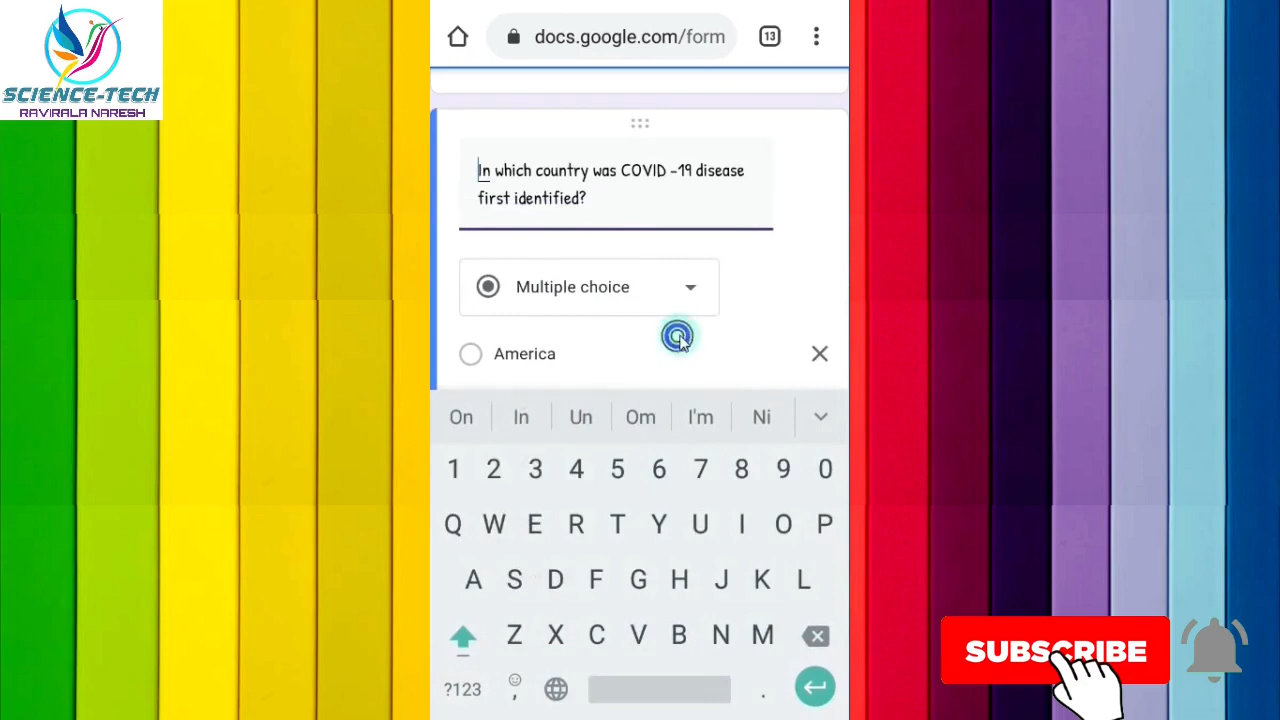 SCIENCE-TECH
RAVIRALA NARESH
docs.google.com/form
13
In which country was COVID -19 disease
first identified?
Multiple choice
America
On In Un Om I'm Ni
1 2 3 4 5 6 7 8 9 0
Q W E R T Y U I O P
A S D F G H J K L
Z X C V B N M
?123 , .
SUBSCRIBE